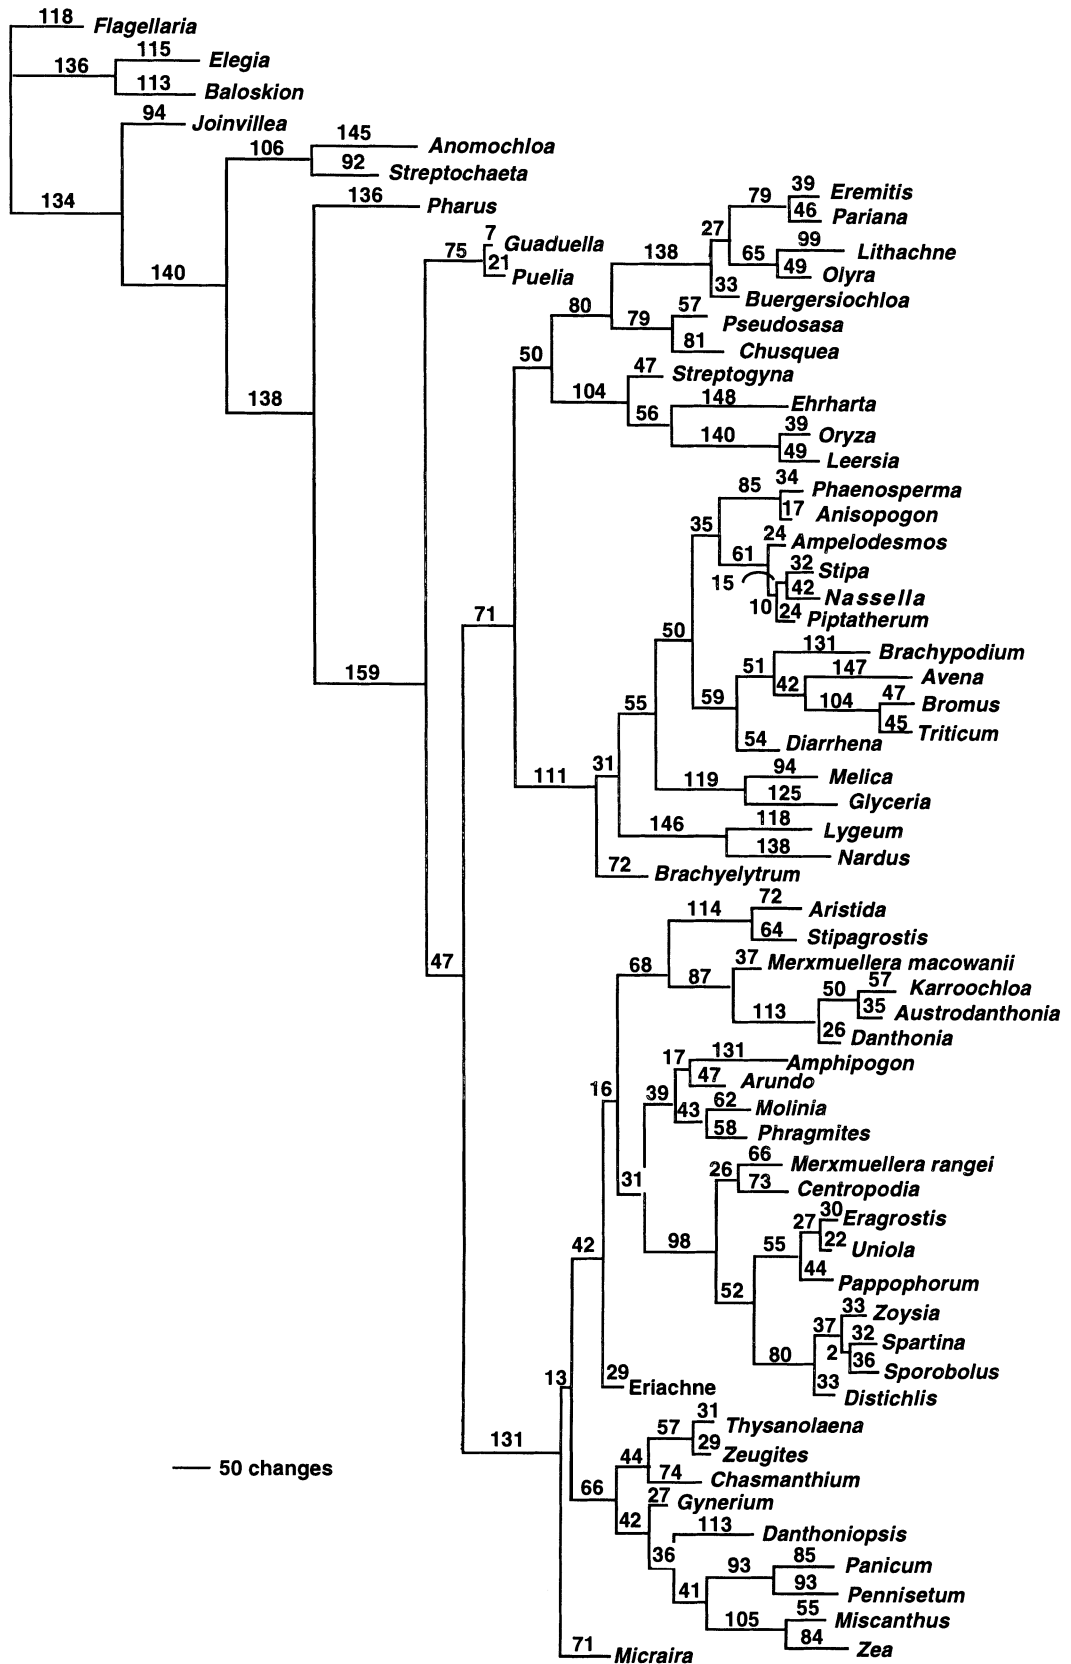 118 Flagellaria
115 Elegia
136
113 Baloskion
94 Joinvillea
145 Anomochloa
106
92 Streptochaeta
134
136 Pharus
39 Eremitis
79
46 Pariana
27
7 Guaduella
75
21 Puelia
99 Lithachne
138
65
49 Olyra
140
33 Buergersiochloa
80
57 Pseudosasa
79
81 Chusquea
50
47 Streptogyna
104
148 Ehrharta
56
39 Oryza
138
140
49 Leersia
34 Phaenosperma
85
17 Anisopogon
35
24 Ampelodesmos
61
32 Stipa
15
42 Nassella
10
24 Piptatherum
71
50
131 Brachypodium
159
51
147 Avena
42
47 Bromus
59
104
55
45 Triticum
54 Diarrhena
31
94 Melica
111
119
125 Glyceria
118 Lygeum
146
138 Nardus
72 Brachyelytrum
72 Aristida
114
64 Stipagrostis
47
68
37 Merxmuellera macowanii
87
57 Karroochloa
50
35 Austrodanthonia
113
26 Danthonia
17
131 Amphipogon
47 Arundo
16
39
62 Molinia
43
58 Phragmites
66 Merxmuellera rangei
31
26
73 Centropodia
30 Eragrostis
27
22 Uniola
42
98
55
44 Pappophorum
52
33 Zoysia
37
32 Spartina
2
80
36 Sporobolus
33 Distichlis
13
29 Eriachne
31 Thysanolaena
57
29 Zeugites
131
44
74 Chasmanthium
50 changes
66
27 Gynerium
42
113 Danthoniopsis
36
85 Panicum
93
41
93 Pennisetum
55 Miscanthus
105
84 Zea
71 Micraira